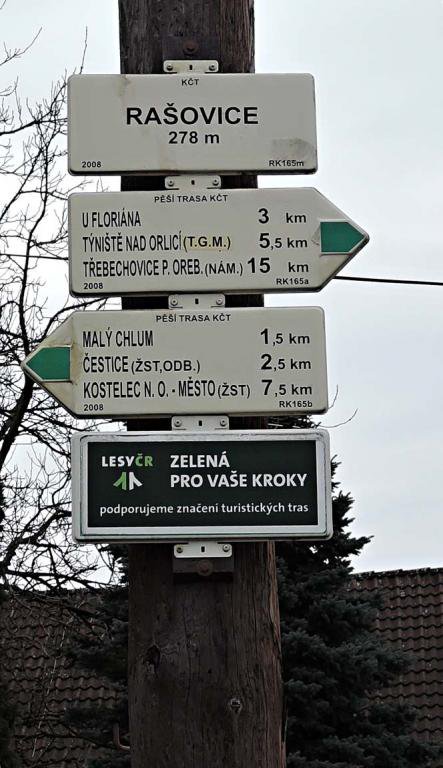 KČT
RAŠOVICE
278 m
2008 RK165m
PĚŠÍ TRASA KČT
U FLORIÁNA 3 km
TÝNIŠTĚ NAD ORLICÍ (T.G.M.) 5,5 km
TŘEBECHOVICE P. OREB. (NÁM.) 15 km
2008 RK165a
PĚŠÍ TRASA KČT
MALÝ CHLUM 1,5 km
ČESTICE (ŽST,ODB.) 2,5 km
KOSTELEC N. O. - MĚSTO (ŽST) 7,5 km
2008 RK165b
LESYČR ZELENÁ
PRO VAŠE KROKY
podporujeme značení turistických tras